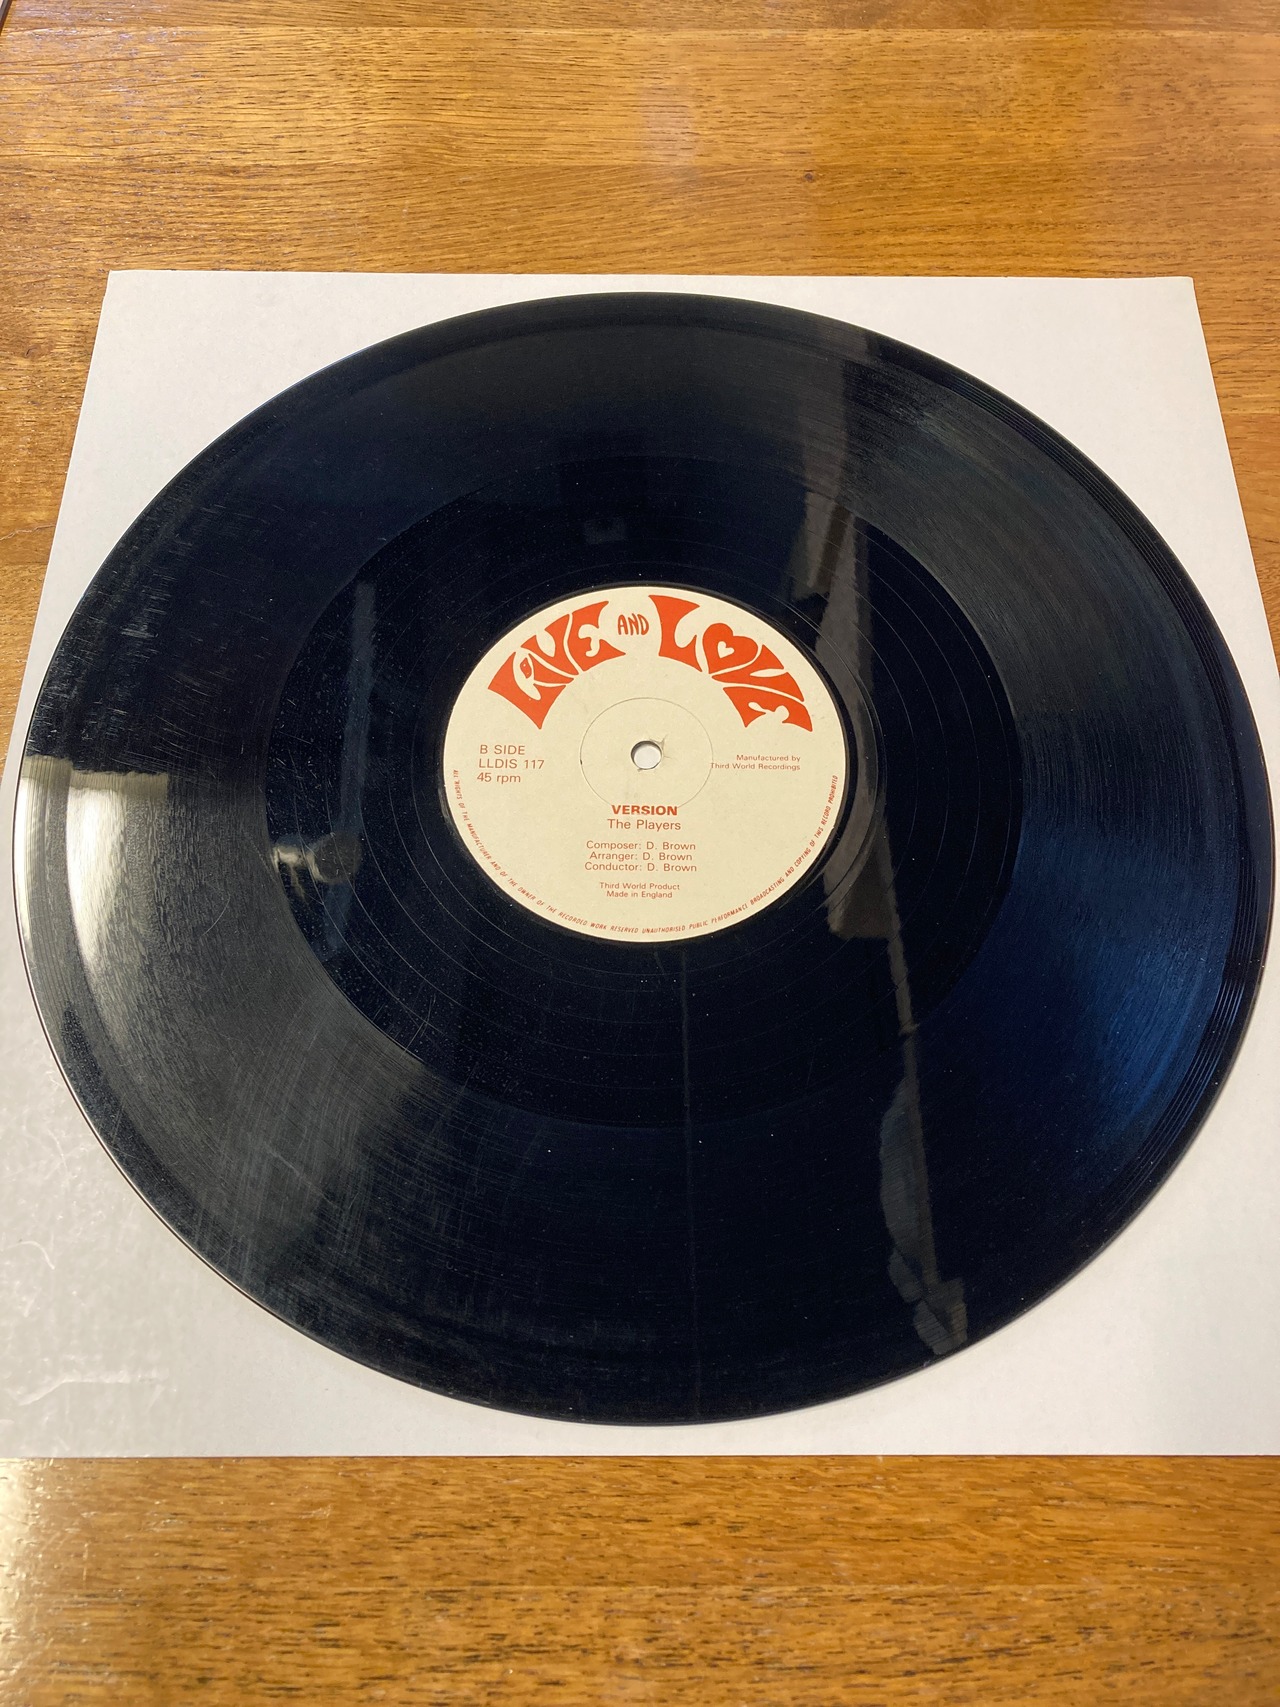 LIVE AND LOVE
B SIDE
LLDIS 117
45 rpm
Manufactured by
Third World Recordings
VERSION
The Players
Composer: D. Brown
Arranger: D. Brown
Conductor: D. Brown
Third World Product
Made in England
ALL RIGHTS OF THE MANUFACTURER AND OF THE OWNER OF THE RECORDED WORK RESERVED UNAUTHORISED PUBLIC PERFORMANCE BROADCASTING AND COPYING OF THIS RECORD PROHIBITED